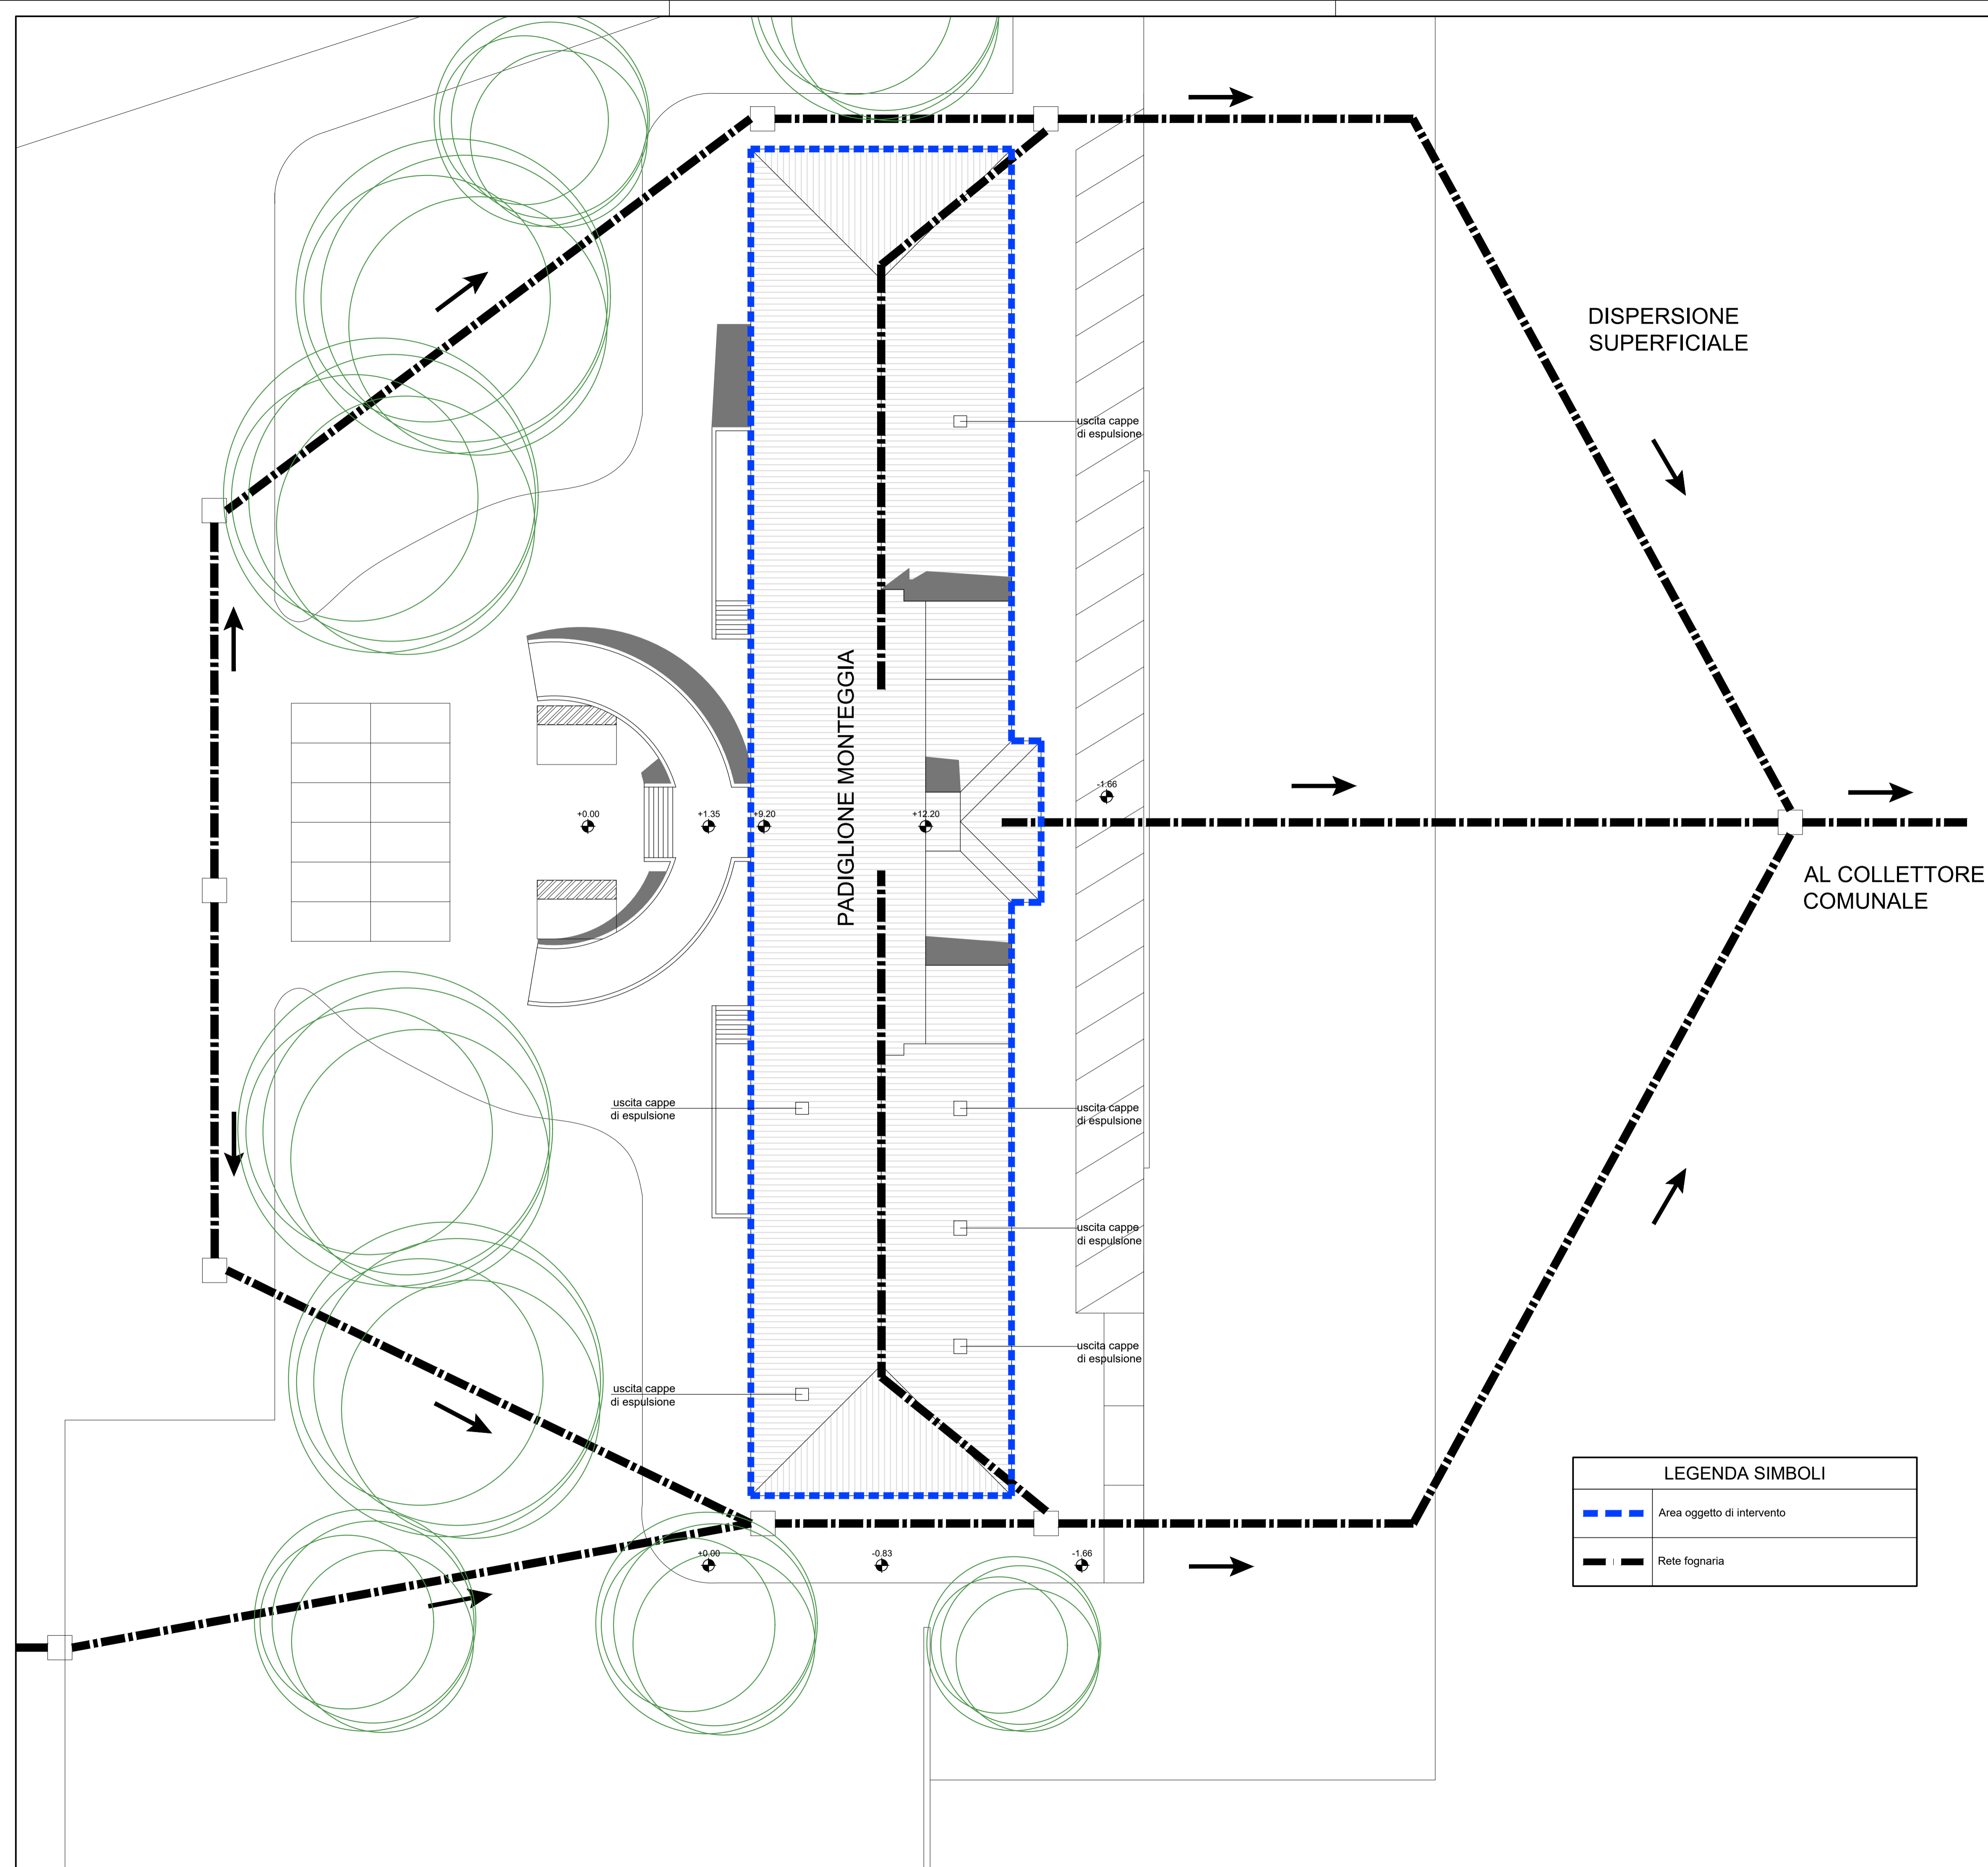 DISPERSIONE
SUPERFICIALE
uscita cappe
di espulsione
PADIGLIONE MONTEGGIA
+0.00
+1.35
+9.20
+12.20
-1.66
AL COLLETTORE
COMUNALE
uscita cappe
di espulsione
uscita cappe
di espulsione
uscita cappe
di espulsione
uscita cappe
di espulsione
uscita cappe
di espulsione
LEGENDA SIMBOLI
Area oggetto di intervento
Rete fognaria
+0.00
-0.83
-1.66